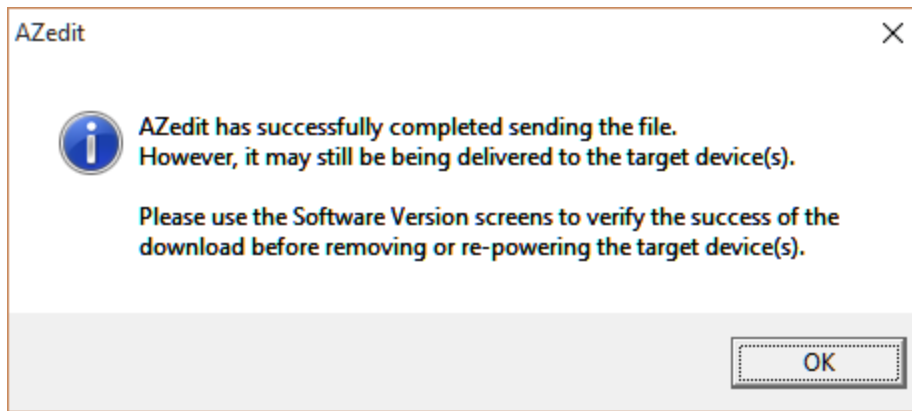 AZedit
AZedit has successfully completed sending the file.
However, it may still be being delivered to the target device(s).
Please use the Software Version screens to verify the success of the
download before removing or re-powering the target device(s).
OK